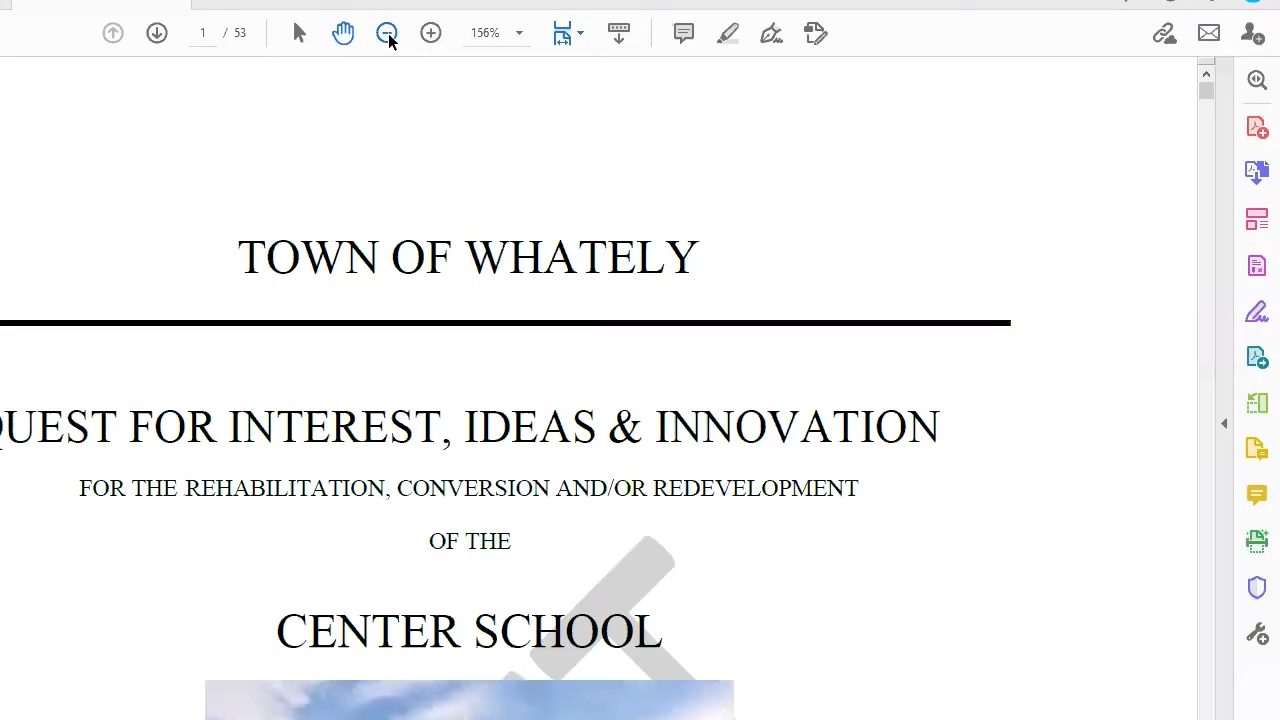 1 / 53 156%
TOWN OF WHATELY
QUEST FOR INTEREST, IDEAS & INNOVATION
FOR THE REHABILITATION, CONVERSION AND/OR REDEVELOPMENT
OF THE
CENTER SCHOOL